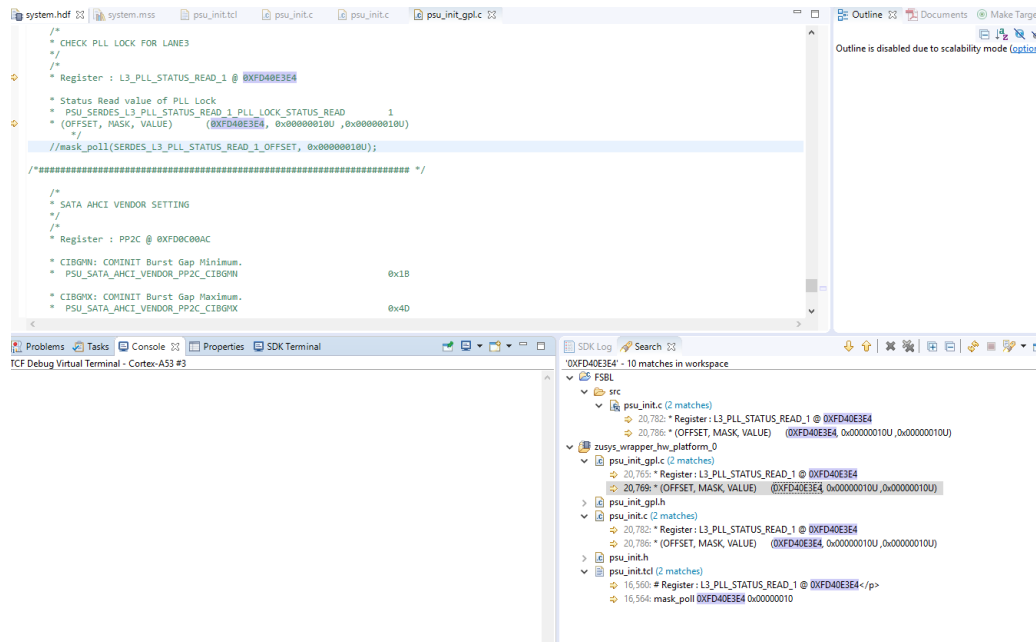 system.hdf
system.mss
psu_init.tcl
psu_init.c
psu_init.c
psu_init_gpl.c
/*
* CHECK PLL LOCK FOR LANE3
*/
/*
* Register : L3_PLL_STATUS_READ_1 @ 0XFD40E3E4
* Status Read value of PLL Lock
* PSU_SERDES_L3_PLL_STATUS_READ_1_PLL_LOCK_STATUS_READ 1
* (OFFSET, MASK, VALUE) (0XFD40E3E4, 0x00000010U ,0x00000010U)
*/
//mask_poll(SERDES_L3_PLL_STATUS_READ_1_OFFSET, 0x00000010U);
/*##################################################################### */
/*
* SATA AHCI VENDOR SETTING
*/
/*
* Register : PP2C @ 0XFD0C00AC
* CIBGMN: COMINIT Burst Gap Minimum.
* PSU_SATA_AHCI_VENDOR_PP2C_CIBGMN 0x1B
* CIBGMX: COMINIT Burst Gap Maximum.
* PSU_SATA_AHCI_VENDOR_PP2C_CIBGMX 0x4D
Outline
Documents
Make Targe
Outline is disabled due to scalability mode (option
Problems
Tasks
Console
Properties
SDK Terminal
TCF Debug Virtual Terminal - Cortex-A53 #3
SDK Log
Search
'0XFD40E3E4' - 10 matches in workspace
FSBL
src
psu_init.c (2 matches)
20,782: * Register : L3_PLL_STATUS_READ_1 @ 0XFD40E3E4
20,786: * (OFFSET, MASK, VALUE) (0XFD40E3E4, 0x00000010U ,0x00000010U)
zusys_wrapper_hw_platform_0
psu_init_gpl.c (2 matches)
20,765: * Register : L3_PLL_STATUS_READ_1 @ 0XFD40E3E4
20,769: * (OFFSET, MASK, VALUE) (0XFD40E3E4, 0x00000010U ,0x00000010U)
psu_init_gpl.h
psu_init.c (2 matches)
20,782: * Register : L3_PLL_STATUS_READ_1 @ 0XFD40E3E4
20,786: * (OFFSET, MASK, VALUE) (0XFD40E3E4, 0x00000010U ,0x00000010U)
psu_init.h
psu_init.tcl (2 matches)
16,560: # Register : L3_PLL_STATUS_READ_1 @ 0XFD40E3E4</p>
16,564: mask_poll 0XFD40E3E4 0x00000010